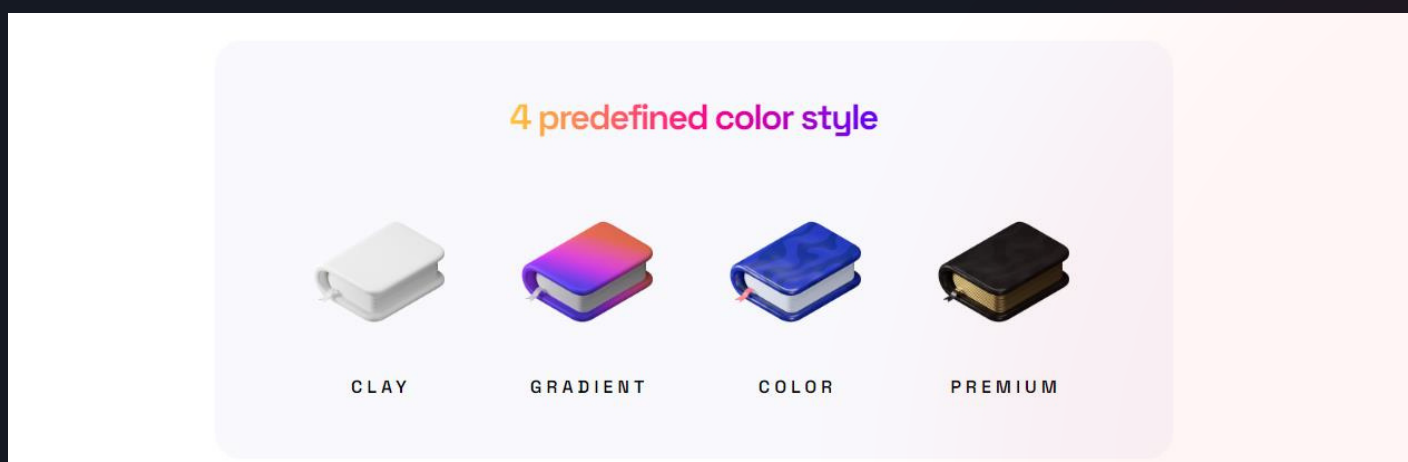 4 predefined color style
CLAY
GRADIENT
COLOR
PREMIUM